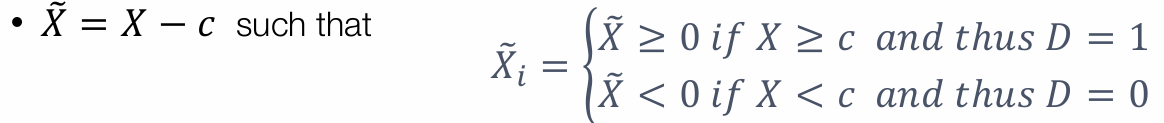 • X̃ = X − c such that
X̃ᵢ = { X̃ ≥ 0 if X ≥ c and thus D = 1
X̃ < 0 if X < c and thus D = 0